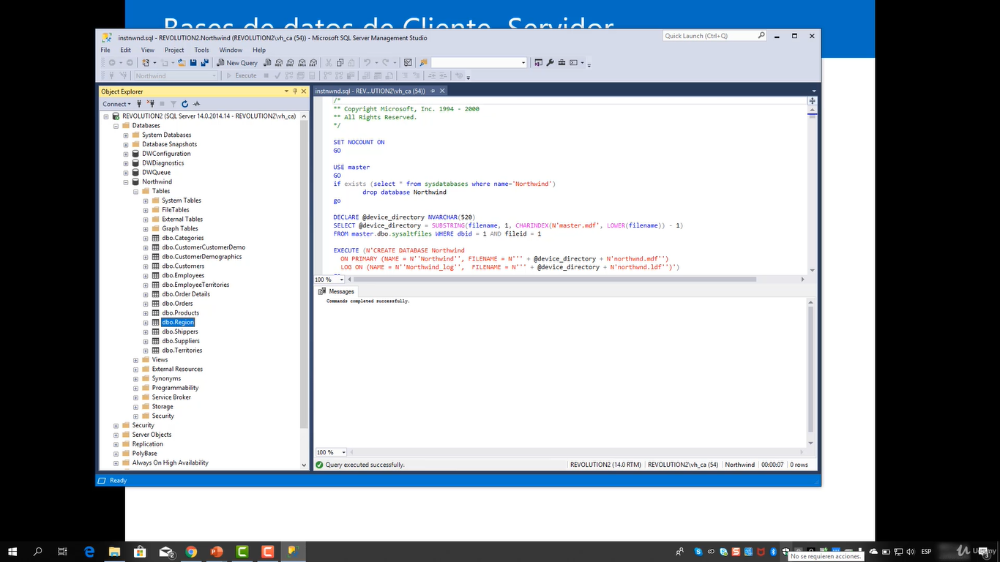 Bases de datos de Cliente-Servidor
instnwnd.sql - REVOLUTION2.Northwind (REVOLUTION2\vh_ca (54)) - Microsoft SQL Server Management Studio
Quick Launch (Ctrl+Q)
File Edit View Project Tools Window Help
New Query
Northwind
Execute
Object Explorer
Connect
REVOLUTION2 (SQL Server 14.0.2014.14 - REVOLUTION2\vh_ca)
Databases
System Databases
Database Snapshots
DWConfiguration
DWDiagnostics
DWQueue
Northwind
Tables
System Tables
FileTables
External Tables
Graph Tables
dbo.Categories
dbo.CustomerCustomerDemo
dbo.CustomerDemographics
dbo.Customers
dbo.Employees
dbo.EmployeeTerritories
dbo.Order Details
dbo.Orders
dbo.Products
dbo.Region
dbo.Shippers
dbo.Suppliers
dbo.Territories
Views
External Resources
Synonyms
Programmability
Service Broker
Storage
Security
Security
Server Objects
Replication
PolyBase
Always On High Availability
instnwnd.sql - REV...UTION2\vh_ca (54))
/*
** Copyright Microsoft, Inc. 1994 - 2000
** All Rights Reserved.
*/
SET NOCOUNT ON
GO
USE master
GO
if exists (select * from sysdatabases where name='Northwind')
drop database Northwind
go
DECLARE @device_directory NVARCHAR(520)
SELECT @device_directory = SUBSTRING(filename, 1, CHARINDEX(N'master.mdf', LOWER(filename)) - 1)
FROM master.dbo.sysaltfiles WHERE dbid = 1 AND fileid = 1
EXECUTE (N'CREATE DATABASE Northwind
ON PRIMARY (NAME = N''Northwind'', FILENAME = N''' + @device_directory + N'northwnd.mdf'')
LOG ON (NAME = N''Northwind_log'', FILENAME = N''' + @device_directory + N'northwnd.ldf'')')
100 %
Messages
Commands completed successfully.
100 %
Query executed successfully.
REVOLUTION2 (14.0 RTM) REVOLUTION2\vh_ca (54) Northwind 00:00:07 0 rows
Ready
2
ESP
Udemy
3
No se requieren acciones.